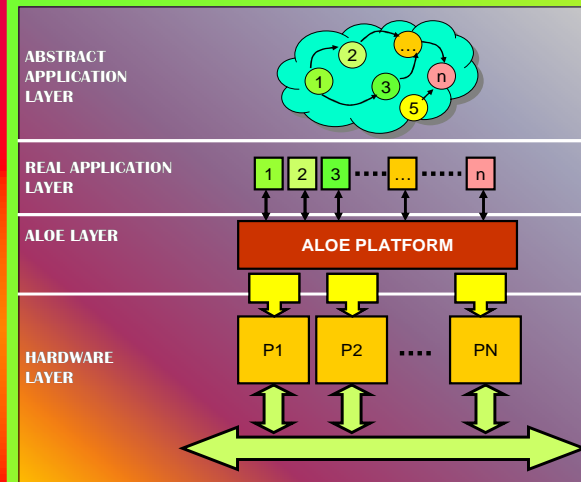 ABSTRACT
APPLICATION
LAYER
1
2
...
3
n
5
REAL APPLICATION
LAYER
1 2 3 .... ... ..... n
ALOE LAYER
ALOE PLATFORM
HARDWARE
LAYER
P1 P2 .... PN